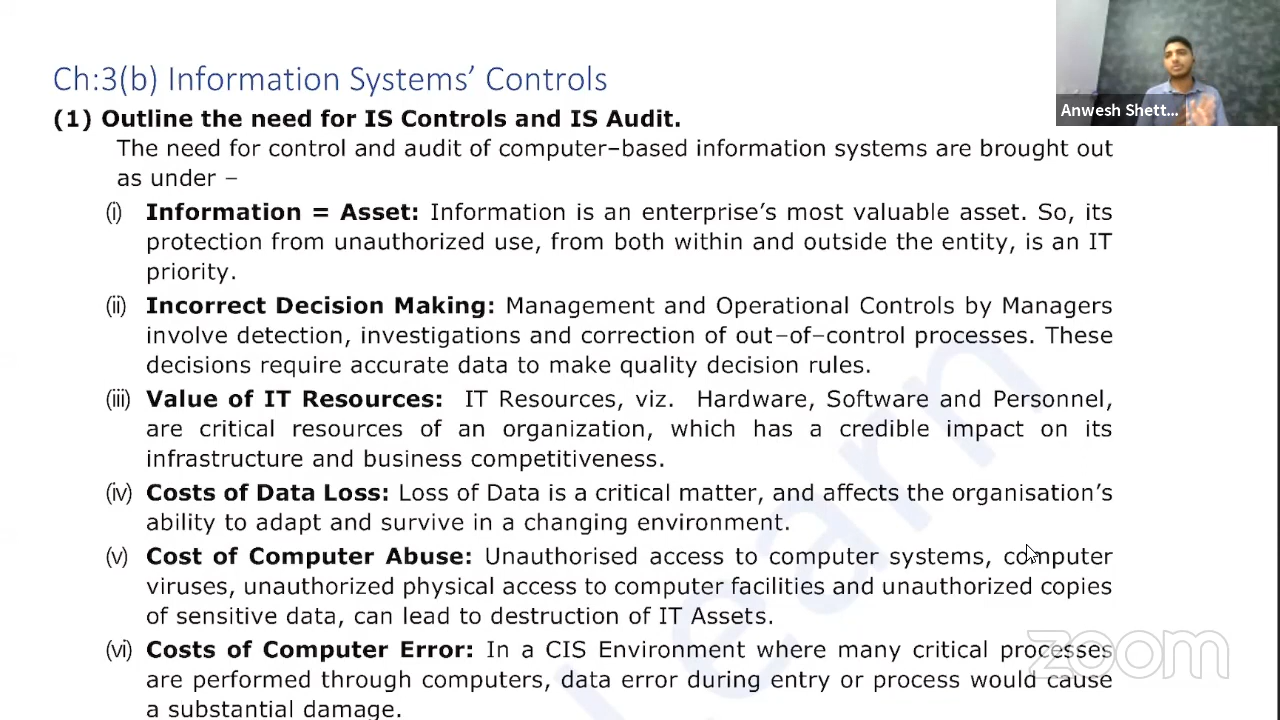 Ch:3(b) Information Systems’ Controls
(1) Outline the need for IS Controls and IS Audit.
The need for control and audit of computer–based information systems are brought out
as under –
(i) Information = Asset: Information is an enterprise’s most valuable asset. So, its
protection from unauthorized use, from both within and outside the entity, is an IT
priority.
(ii) Incorrect Decision Making: Management and Operational Controls by Managers
involve detection, investigations and correction of out–of–control processes. These
decisions require accurate data to make quality decision rules.
(iii) Value of IT Resources: IT Resources, viz. Hardware, Software and Personnel,
are critical resources of an organization, which has a credible impact on its
infrastructure and business competitiveness.
(iv) Costs of Data Loss: Loss of Data is a critical matter, and affects the organisation’s
ability to adapt and survive in a changing environment.
(v) Cost of Computer Abuse: Unauthorised access to computer systems, computer
viruses, unauthorized physical access to computer facilities and unauthorized copies
of sensitive data, can lead to destruction of IT Assets.
(vi) Costs of Computer Error: In a CIS Environment where many critical processes
are performed through computers, data error during entry or process would cause
a substantial damage.
Anwesh Shett...
Learn
zoom